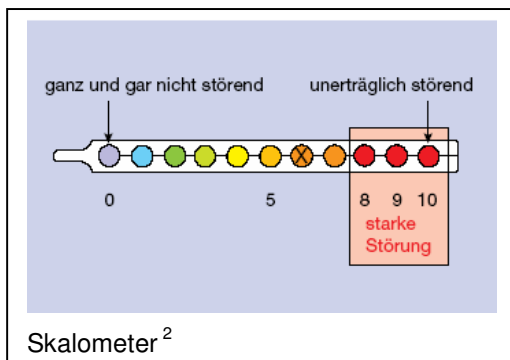 ganz und gar nicht störend unerträglich störend
X
0 5 8 9 10
starke
Störung
Skalometer ²